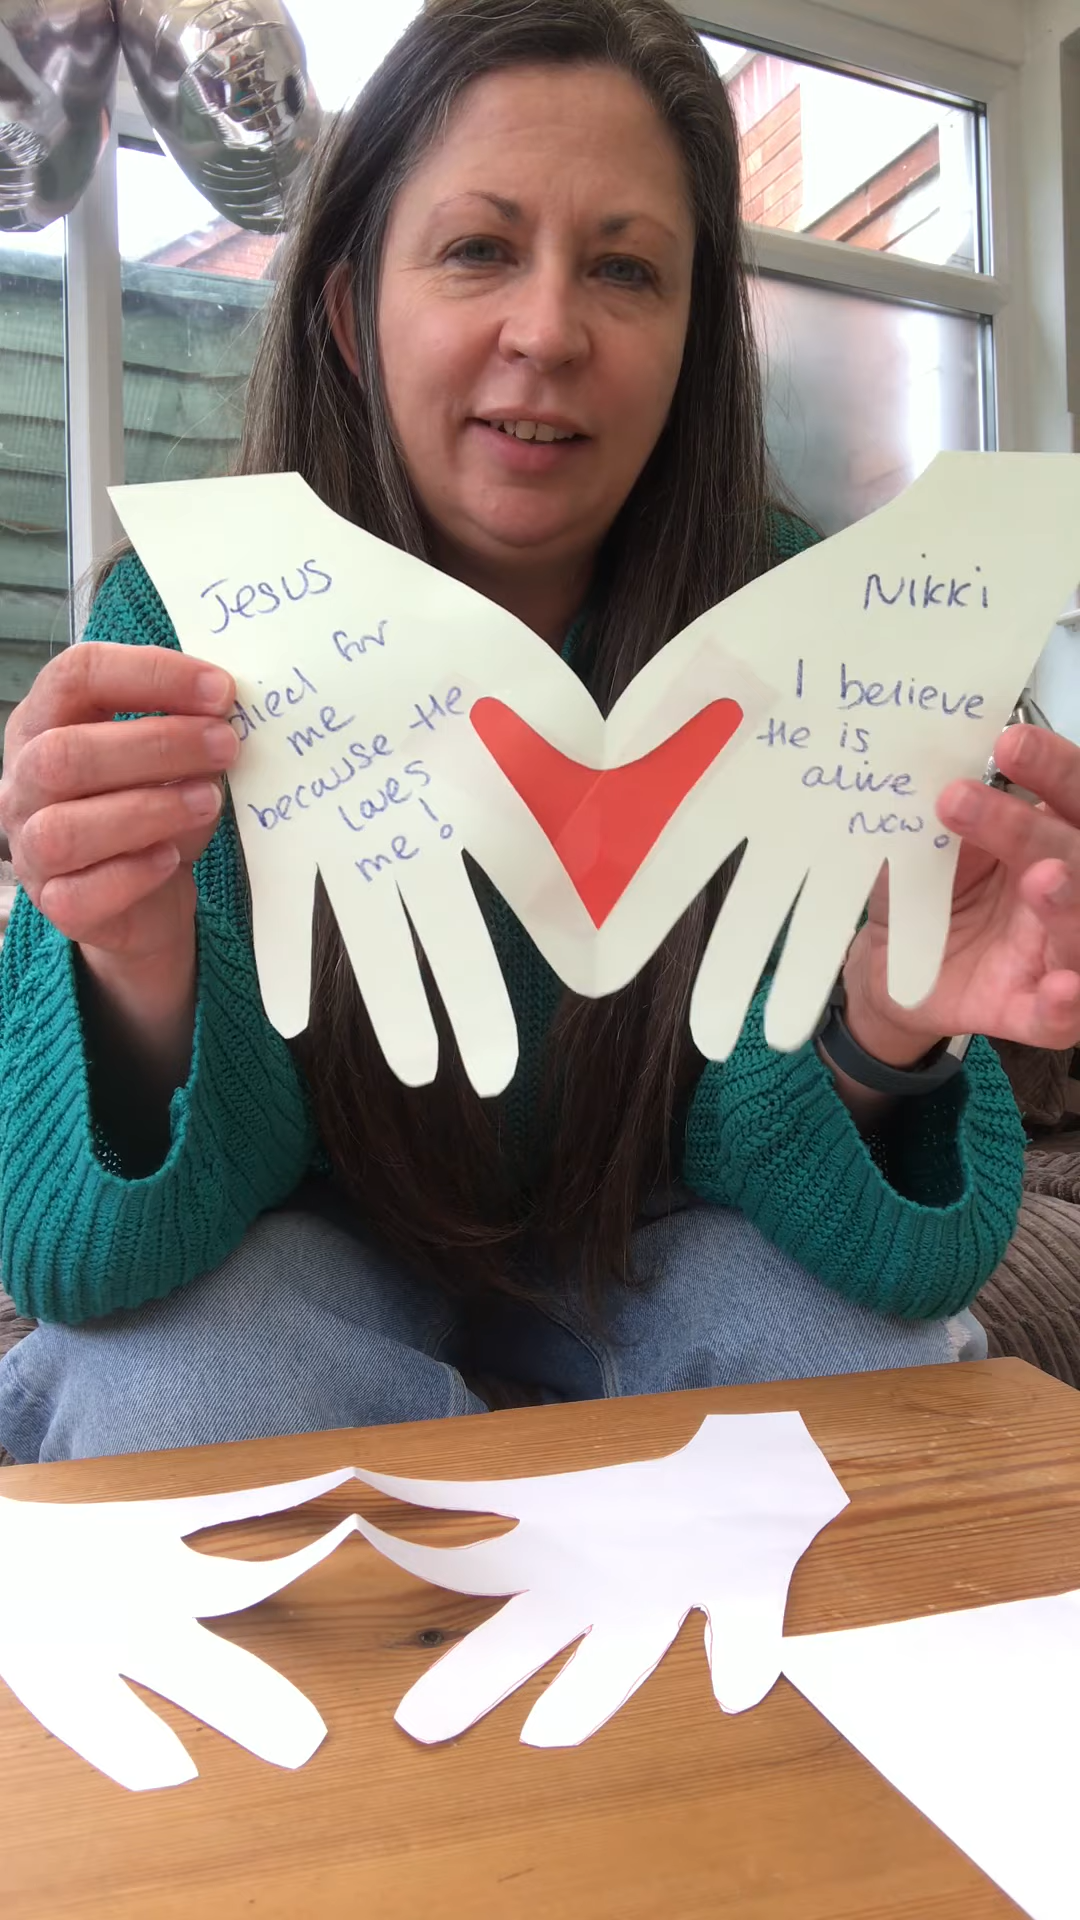 Jesus
died for
me
because He
loves
me!
Nikki
I believe
He is
alive
now.